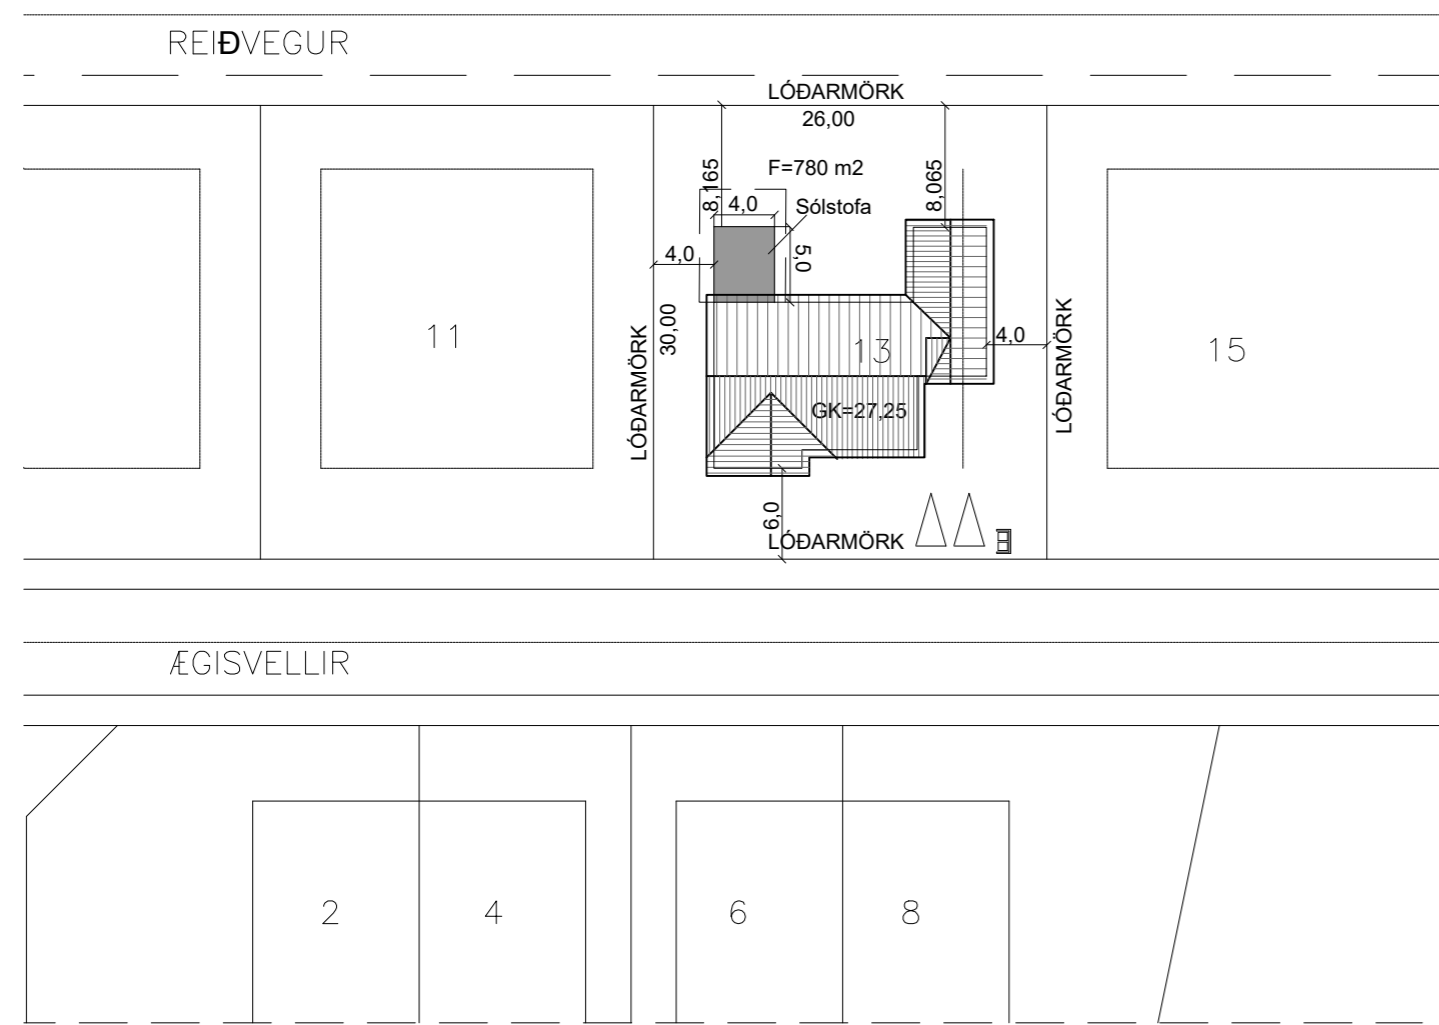 REIÐVEGUR
LÓÐARMÖRK
26,00
F=780 m2
8,165
4,0
Sólstofa
8,065
4,0
5,0
LÓÐARMÖRK
30,00
11
13
4,0
LÓÐARMÖRK
15
GK=27,25
6,0
LÓÐARMÖRK
ÆGISVELLIR
2
4
6
8